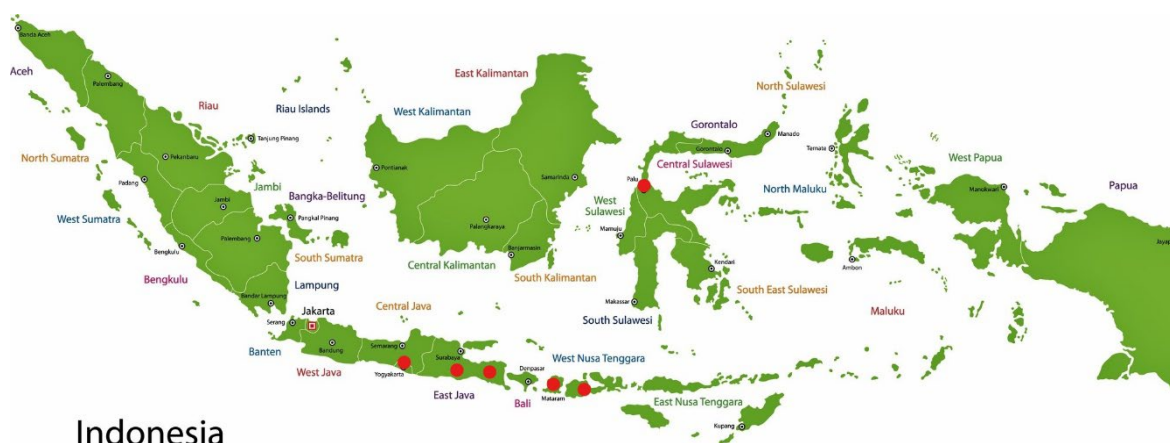 Banda Aceh
Aceh
Palembang
Riau
Riau Islands
Tanjung Pinang
North Sumatra
Pekanbaru
Padang
Jambi
Jambi
Bangka-Belitung
Pangkal Pinang
West Sumatra
Bengkulu
Palembang
South Sumatra
Bengkulu
Lampung
Bandar Lampung
Serang
Jakarta
Banten
Bandung
West Java
Central Java
Semarang
Yogyakarta
Surabaya
East Java
Denpasar
Bali
Mataram
West Nusa Tenggara
East Nusa Tenggara
Kupang
East Kalimantan
West Kalimantan
Pontianak
Samarinda
Palangkaraya
Banjarmasin
Central Kalimantan
South Kalimantan
North Sulawesi
Gorontalo
Manado
Gorontalo
Central Sulawesi
Palu
West
Sulawesi
Mamuju
Kendari
South East Sulawesi
Makassar
South Sulawesi
Ternate
North Maluku
Ambon
Maluku
West Papua
Manokwari
Papua
Jayap
Indonesia